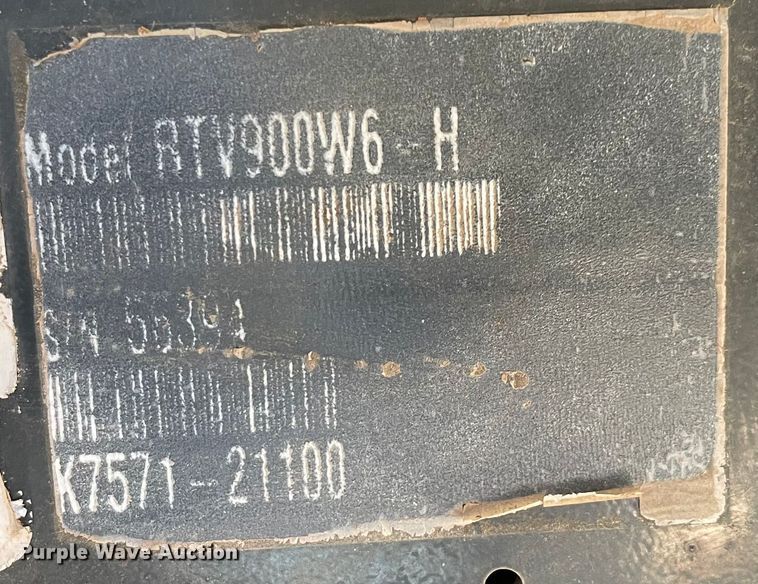 Model RTV900W6-H
S/N 56394
K7571-21100
Purple Wave Auction